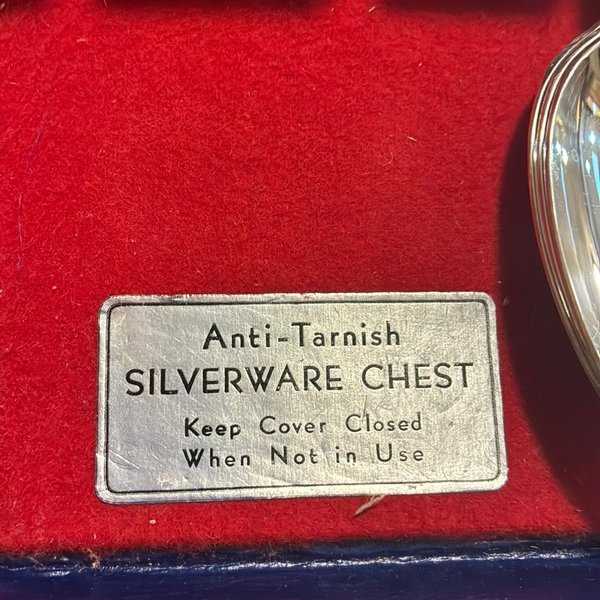 Anti-Tarnish
SILVERWARE CHEST
Keep Cover Closed
When Not in Use